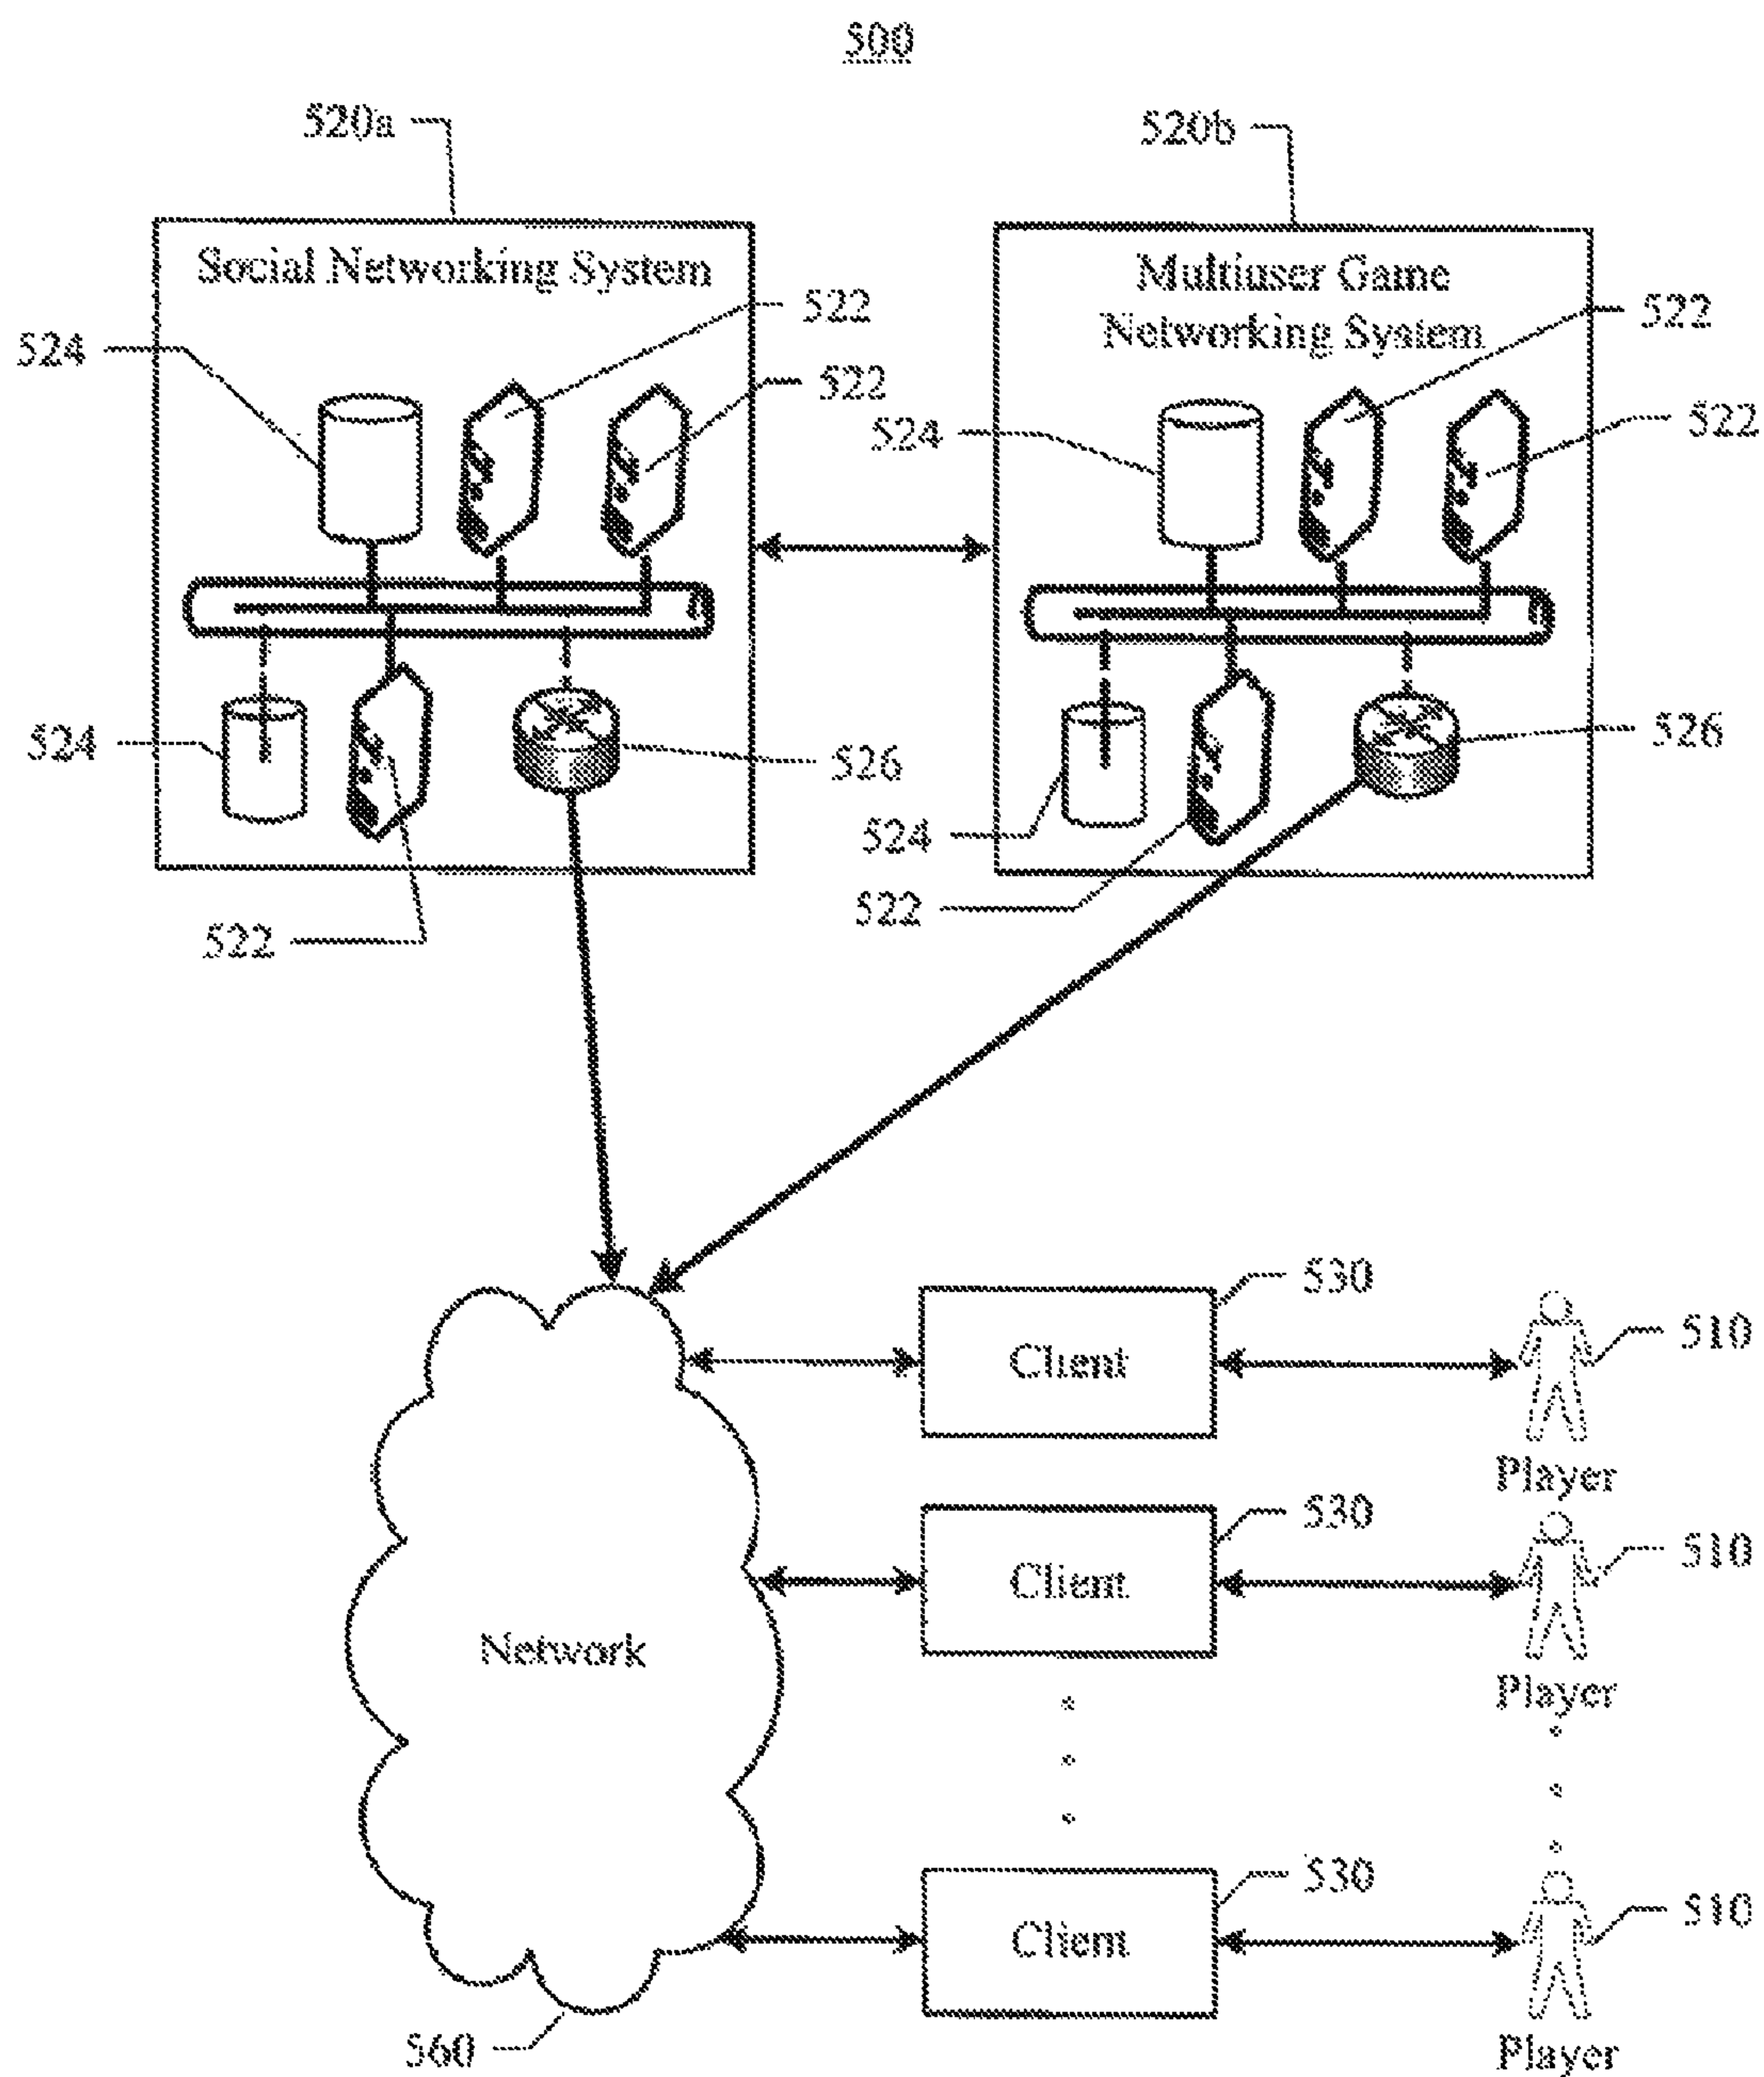 500
520a
520b
Social Networking System
Multiuser Game
Networking System
522
522
524
522
522
524
524
526
526
524
522
522
530
Client
510
Player
530
Client
510
Player
Network
530
Client
510
Player
560